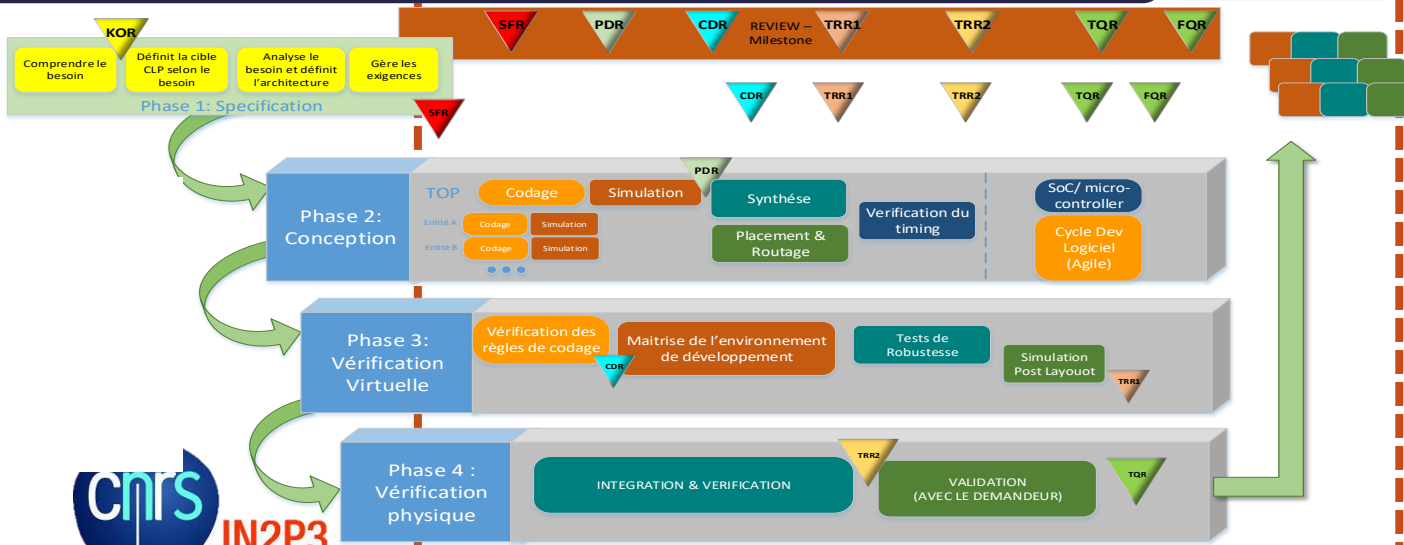 KOR
SFR
PDR
CDR
REVIEW –
Milestone
TRR1
TRR2
TQR
FQR
Comprendre le
besoin
Définit la cible
CLP selon le
besoin
Analyse le
besoin et définit
l'architecture
Gère les
exigences
Phase 1: Specification
SFR
CDR
TRR1
TRR2
TQR
FQR
Phase 2:
Conception
TOP
Codage
Simulation
PDR
Entité A
Codage
Simulation
Entité B
Codage
Simulation
Synthése
Placement &
Routage
Verification du
timing
SoC/ micro-
controller
Cycle Dev
Logiciel
(Agile)
Phase 3:
Vérification
Virtuelle
Vérification des
règles de codage
CDR
Maitrise de l'environnement
de développement
Tests de
Robustesse
Simulation
Post Layouot
TRR1
Phase 4 :
Vérification
physique
INTEGRATION & VERIFICATION
TRR2
VALIDATION
(AVEC LE DEMANDEUR)
TQR
cnrs
IN2P3